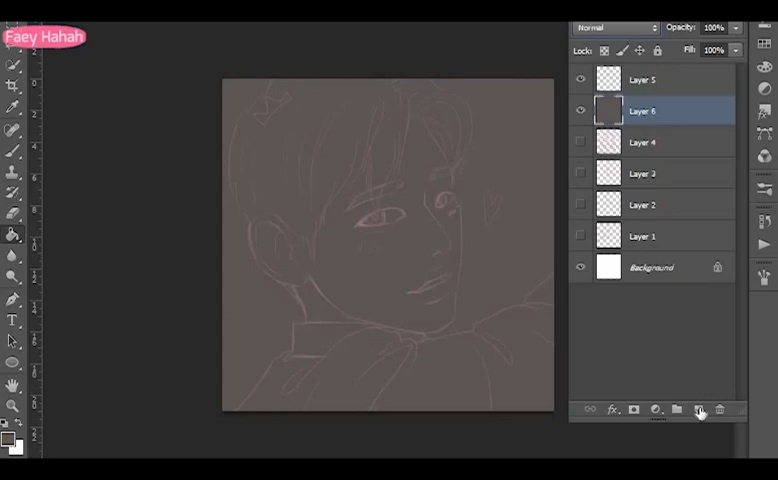 Faey Hahah
Normal
Opacity: 100%
Lock:
Fill: 100%
Layer 5
Layer 6
Layer 4
Layer 3
Layer 2
Layer 1
Background